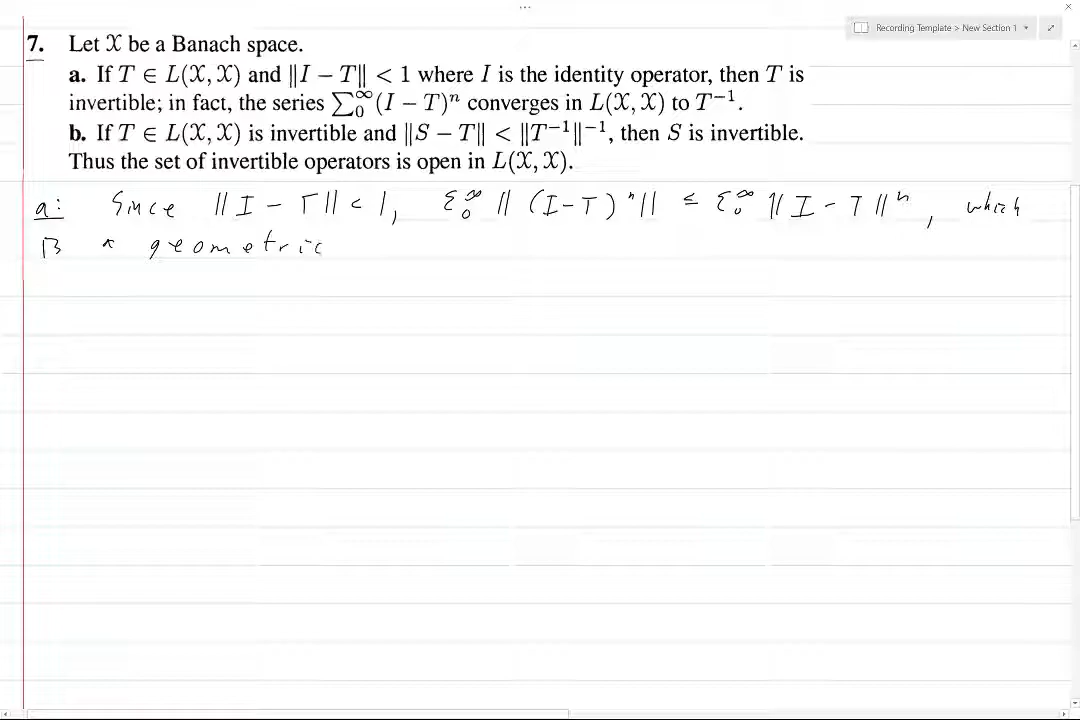 Recording Template > New Section 1
7. Let 𝒳 be a Banach space.
a. If T ∈ L(𝒳, 𝒳) and ‖I − T‖ < 1 where I is the identity operator, then T is
invertible; in fact, the series ∑₀^∞ (I − T)ⁿ converges in L(𝒳, 𝒳) to T⁻¹.
b. If T ∈ L(𝒳, 𝒳) is invertible and ‖S − T‖ < ‖T⁻¹‖⁻¹, then S is invertible.
Thus the set of invertible operators is open in L(𝒳, 𝒳).
a: Since ‖I − T‖ < 1, ∑₀^∞ ‖(I−T)ⁿ‖ ≤ ∑₀^∞ ‖I − T‖ⁿ, which
is a geometric